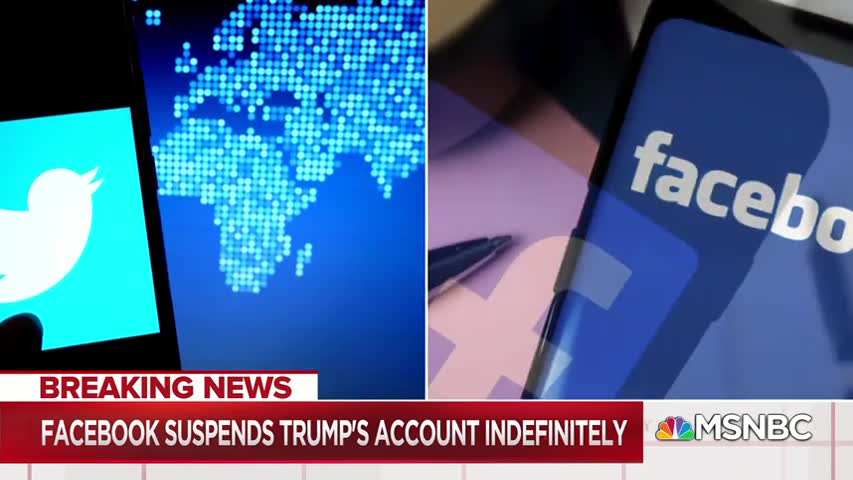 facebo
BREAKING NEWS
FACEBOOK SUSPENDS TRUMP'S ACCOUNT INDEFINITELY
MSNBC